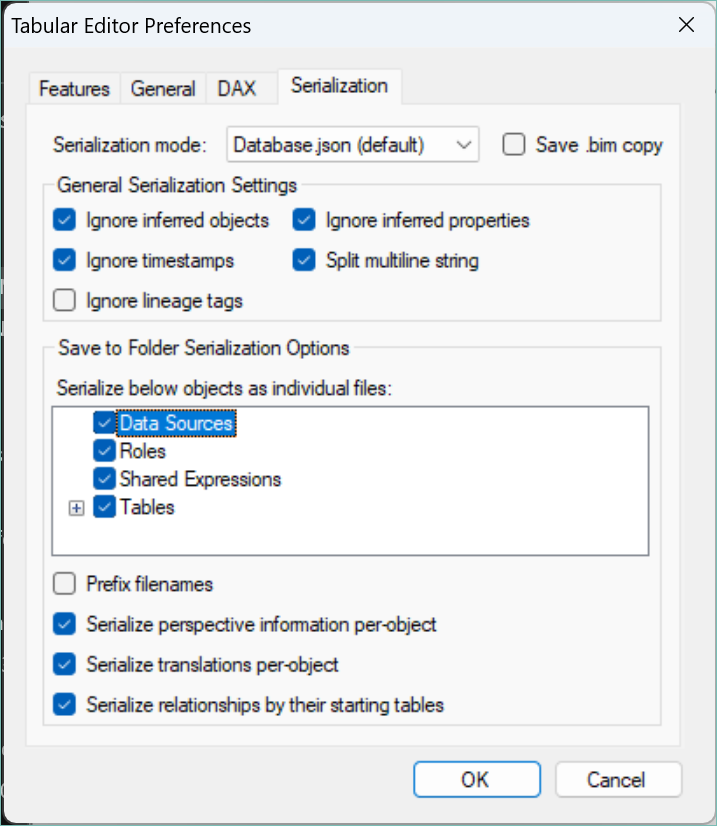 Tabular Editor Preferences
Features General DAX Serialization
Serialization mode: Database.json (default) Save .bim copy
General Serialization Settings
Ignore inferred objects Ignore inferred properties
Ignore timestamps Split multiline string
Ignore lineage tags
Save to Folder Serialization Options
Serialize below objects as individual files:
Data Sources
Roles
Shared Expressions
Tables
Prefix filenames
Serialize perspective information per-object
Serialize translations per-object
Serialize relationships by their starting tables
OK Cancel